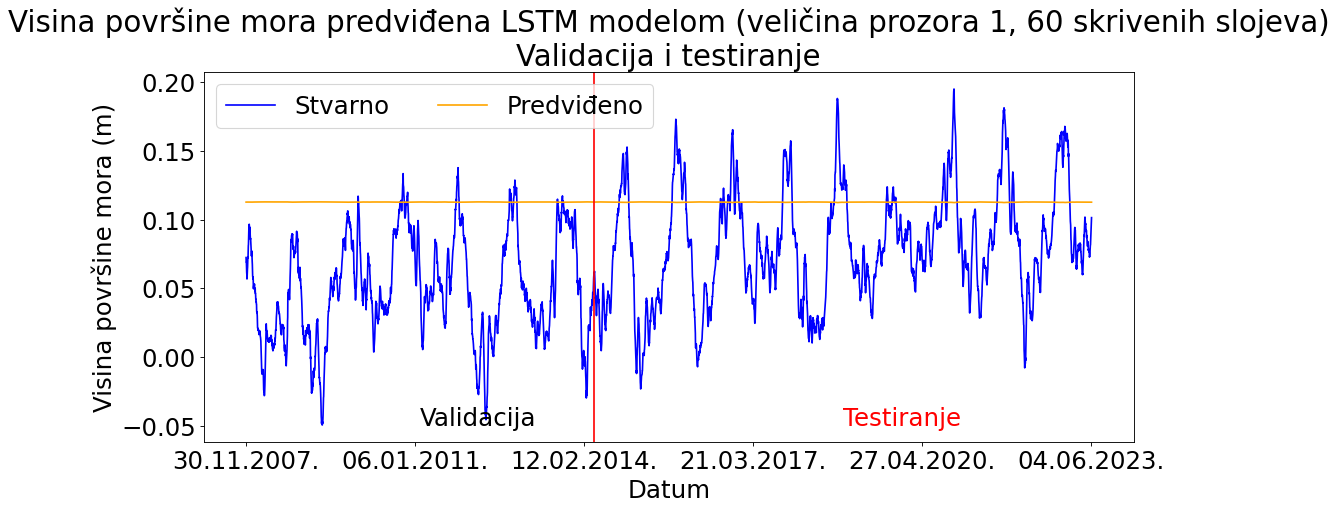 Visina površine mora predviđena LSTM modelom (veličina prozora 1, 60 skrivenih slojeva)
Validacija i testiranje
Stvarno
Predviđeno
Visina površine mora (m)
0.20
0.15
0.10
0.05
0.00
−0.05
Validacija
Testiranje
30.11.2007.
06.01.2011.
12.02.2014.
21.03.2017.
27.04.2020.
04.06.2023.
Datum